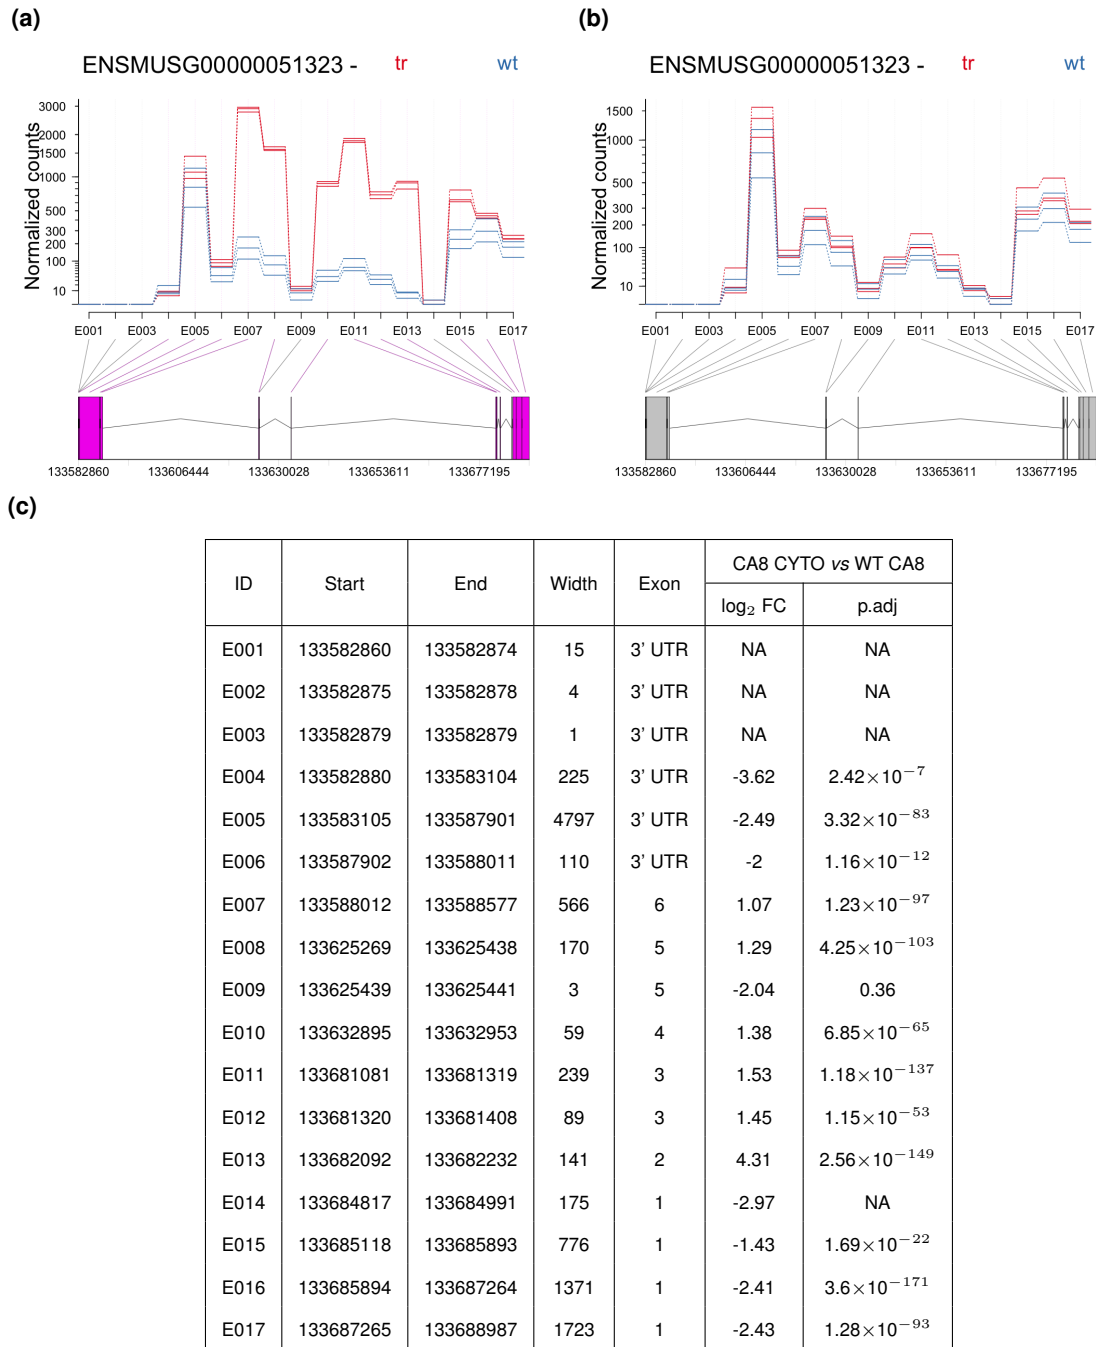 (a)
ENSMUSG00000051323 - tr wt
Normalized counts
3000
2000
1500
1000
500
300
200
100
10
E001 E003 E005 E007 E009 E011 E013 E015 E017
133582860 133606444 133630028 133653611 133677195
(b)
ENSMUSG00000051323 - tr wt
Normalized counts
1500
1000
500
300
200
100
10
E001 E003 E005 E007 E009 E011 E013 E015 E017
133582860 133606444 133630028 133653611 133677195
(c)
ID Start End Width Exon CA8 CYTO vs WT CA8
log₂ FC p.adj
E001 133582860 133582874 15 3' UTR NA NA
E002 133582875 133582878 4 3' UTR NA NA
E003 133582879 133582879 1 3' UTR NA NA
E004 133582880 133583104 225 3' UTR -3.62 2.42×10⁻⁷
E005 133583105 133587901 4797 3' UTR -2.49 3.32×10⁻⁸³
E006 133587902 133588011 110 3' UTR -2 1.16×10⁻¹²
E007 133588012 133588577 566 6 1.07 1.23×10⁻⁹⁷
E008 133625269 133625438 170 5 1.29 4.25×10⁻¹⁰³
E009 133625439 133625441 3 5 -2.04 0.36
E010 133632895 133632953 59 4 1.38 6.85×10⁻⁶⁵
E011 133681081 133681319 239 3 1.53 1.18×10⁻¹³⁷
E012 133681320 133681408 89 3 1.45 1.15×10⁻⁵³
E013 133682092 133682232 141 2 4.31 2.56×10⁻¹⁴⁹
E014 133684817 133684991 175 1 -2.97 NA
E015 133685118 133685893 776 1 -1.43 1.69×10⁻²²
E016 133685894 133687264 1371 1 -2.41 3.6×10⁻¹⁷¹
E017 133687265 133688987 1723 1 -2.43 1.28×10⁻⁹³